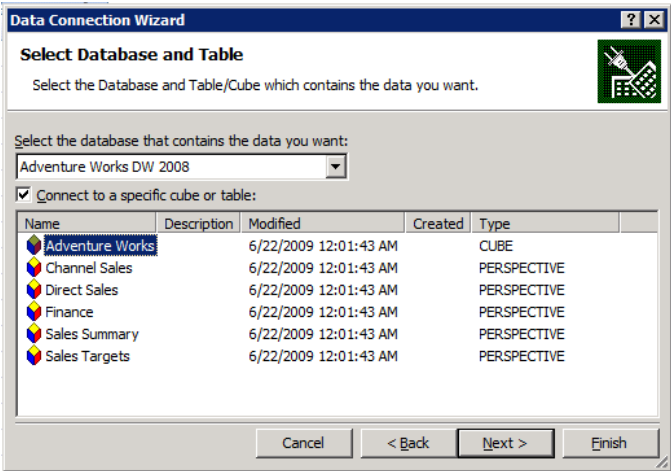 Data Connection Wizard
Select Database and Table
Select the Database and Table/Cube which contains the data you want.
Select the database that contains the data you want:
Adventure Works DW 2008
Connect to a specific cube or table:
Name Description Modified Created Type
Adventure Works 6/22/2009 12:01:43 AM CUBE
Channel Sales 6/22/2009 12:01:43 AM PERSPECTIVE
Direct Sales 6/22/2009 12:01:43 AM PERSPECTIVE
Finance 6/22/2009 12:01:43 AM PERSPECTIVE
Sales Summary 6/22/2009 12:01:43 AM PERSPECTIVE
Sales Targets 6/22/2009 12:01:43 AM PERSPECTIVE
Cancel < Back Next > Finish